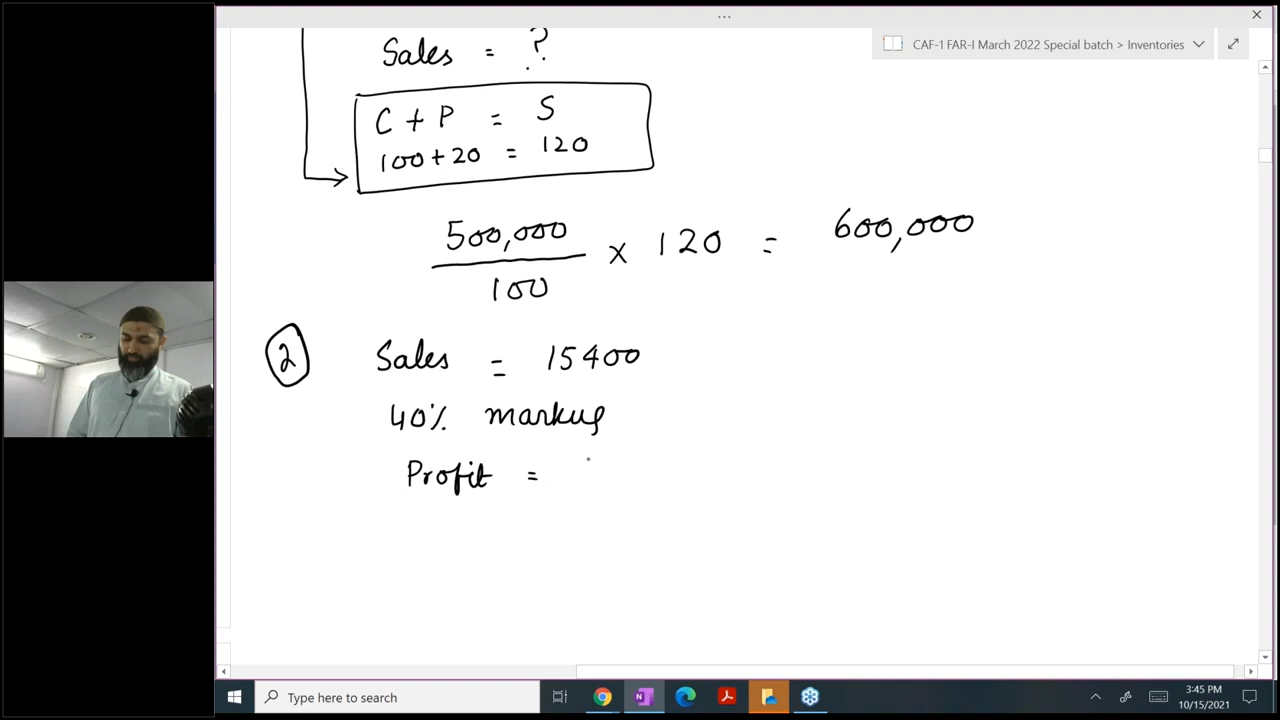 CAF-1 FAR-I March 2022 Special batch > Inventories
Sales = ?
C + P = S
100 + 20 = 120
500,000
100
x 120 = 600,000
2
Sales = 15400
40% markup
Profit =
Type here to search
3:45 PM
10/15/2021